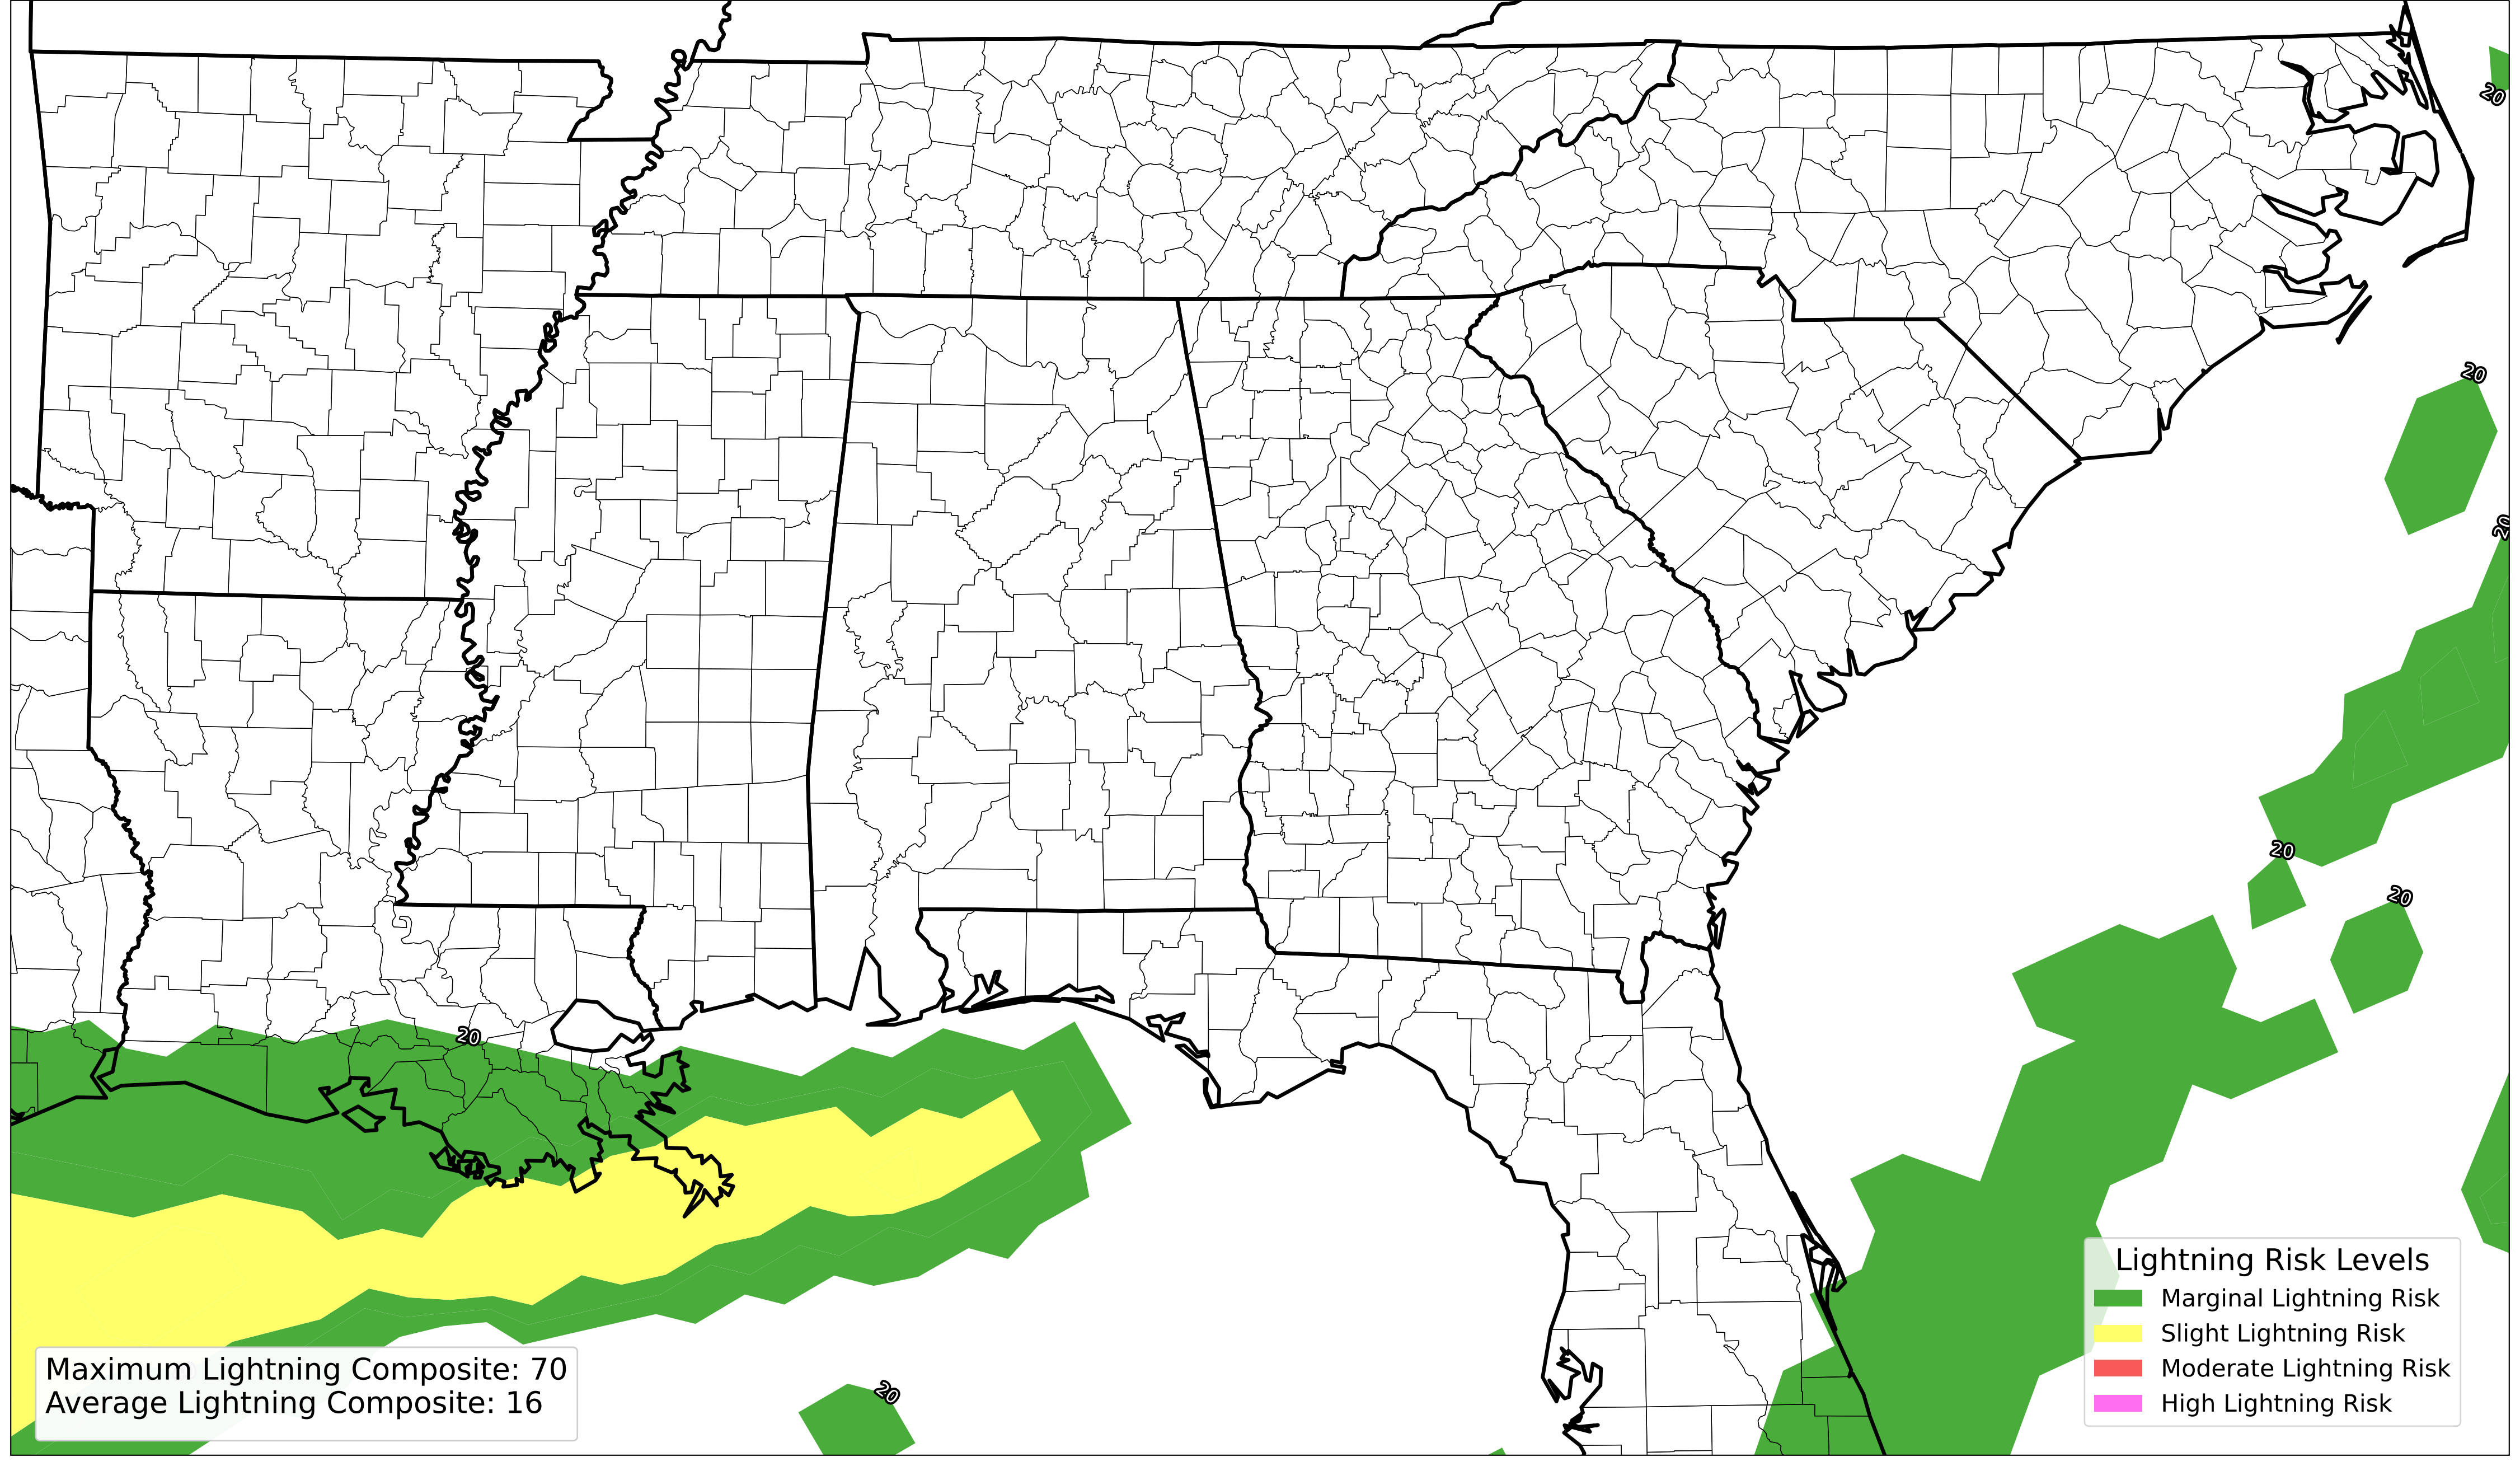 20
20
20
20
20
20
20
Lightning Risk Levels
Marginal Lightning Risk
Slight Lightning Risk
Moderate Lightning Risk
High Lightning Risk
Maximum Lightning Composite: 70
Average Lightning Composite: 16